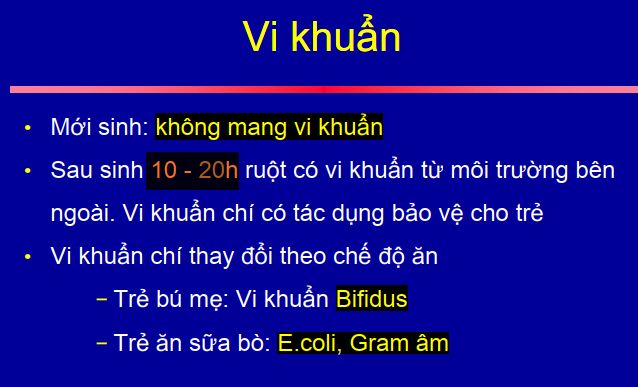 Vi khuẩn
• Mới sinh: không mang vi khuẩn
• Sau sinh 10 - 20h ruột có vi khuẩn từ môi trường bên
ngoài. Vi khuẩn chí có tác dụng bảo vệ cho trẻ
• Vi khuẩn chí thay đổi theo chế độ ăn
– Trẻ bú mẹ: Vi khuẩn Bifidus
– Trẻ ăn sữa bò: E.coli, Gram âm